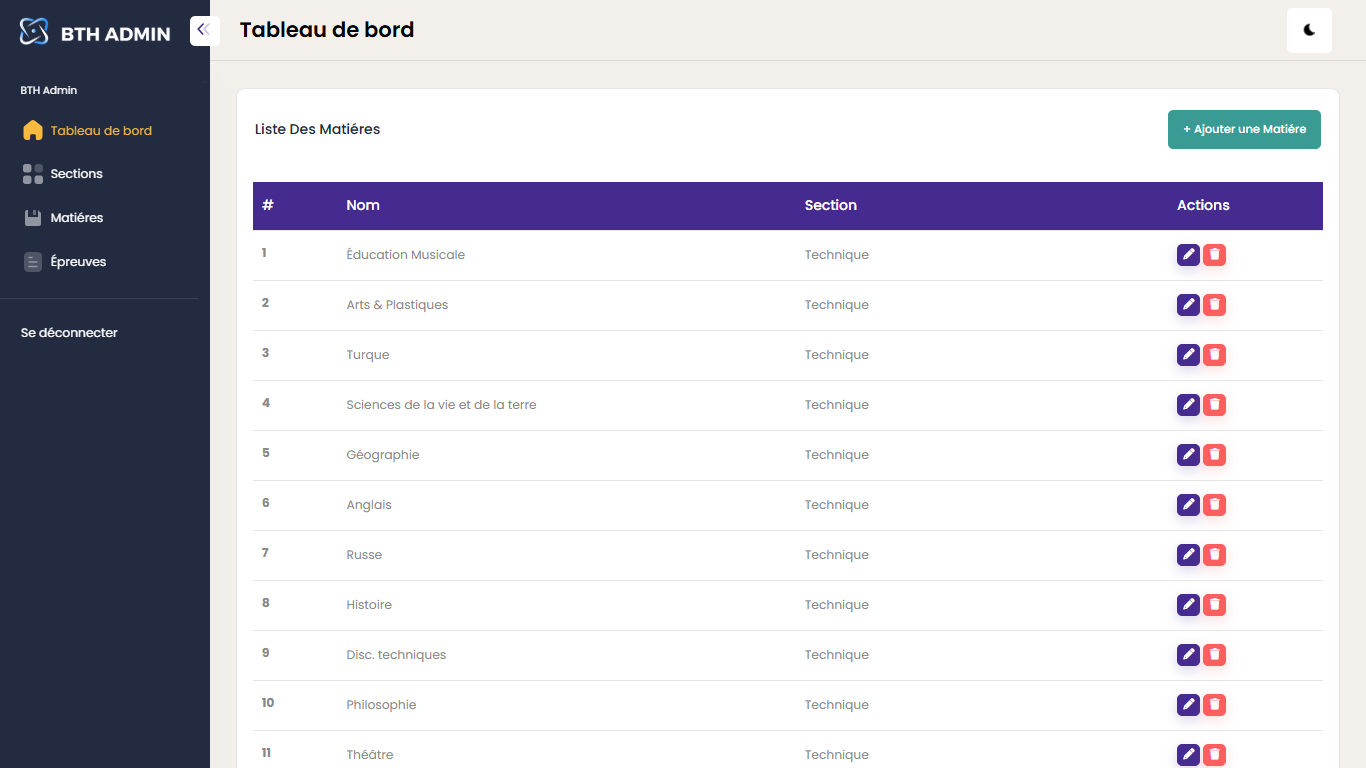 BTH ADMIN
Tableau de bord
BTH Admin
Tableau de bord
Sections
Matiéres
Épreuves
Se déconnecter
Liste Des Matiéres
+ Ajouter une Matiére
# Nom Section Actions
1 Éducation Musicale Technique
2 Arts & Plastiques Technique
3 Turque Technique
4 Sciences de la vie et de la terre Technique
5 Géographie Technique
6 Anglais Technique
7 Russe Technique
8 Histoire Technique
9 Disc. techniques Technique
10 Philosophie Technique
11 Théâtre Technique